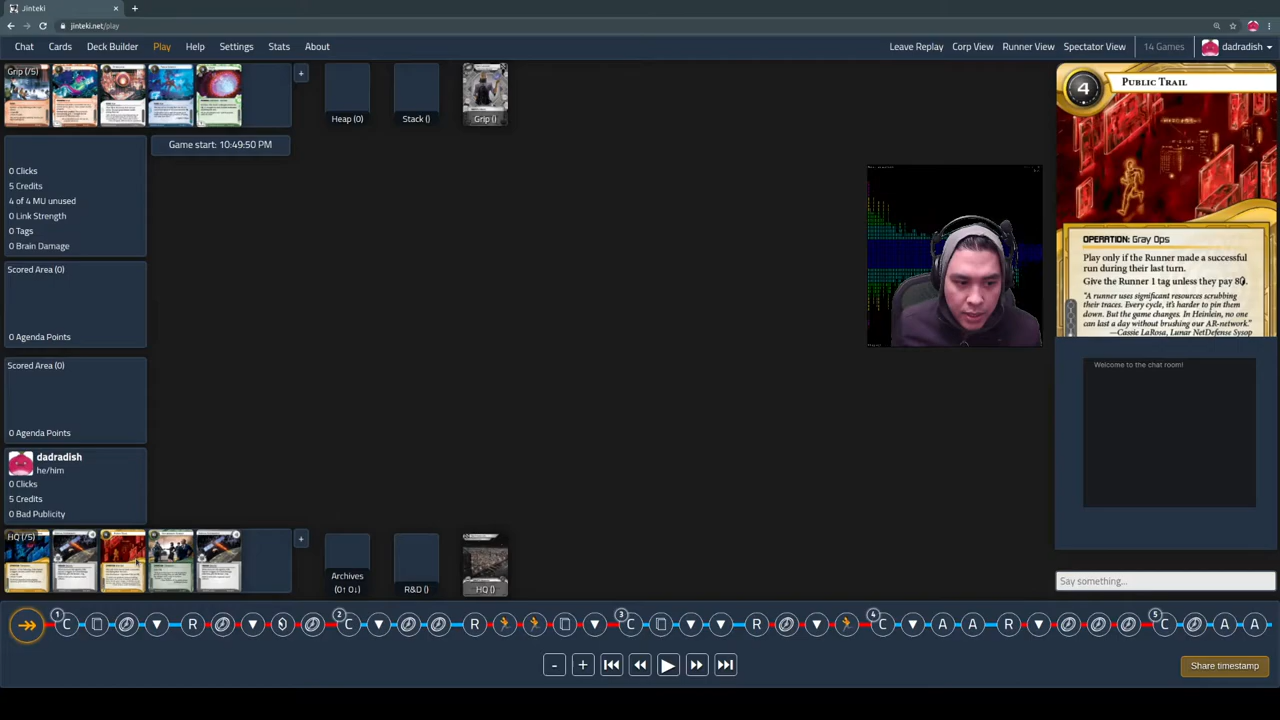 Jinteki
jinteki.net/play
Chat Cards Deck Builder Play Help Settings Stats About
Leave Replay Corp View Runner View Spectator View 14 Games dadradish
Grip (/5)
+
Heap (0)
Stack ()
Grip ()
Game start: 10:49:50 PM
0 Clicks
5 Credits
4 of 4 MU unused
0 Link Strength
0 Tags
0 Brain Damage
Scored Area (0)
0 Agenda Points
Scored Area (0)
0 Agenda Points
dadradish
he/him
0 Clicks
5 Credits
0 Bad Publicity
HQ (/5)
+
Archives
(0↑ 0↓)
R&D ()
HQ ()
4 PUBLIC TRAIL
OPERATION: Gray Ops
Play only if the Runner made a successful
run during their last turn.
Give the Runner 1 tag unless they pay 8
"A runner uses significant resources scrubbing
their traces. Every cycle, it's harder to pin them
down. But the game changes. In Heinlein, no one
can last a day without brushing our AR-network."
—Cassie LaRosa, Lunar NetDefense Sysop
Welcome to the chat room!
Say something...
1 C R 2 C R 3 C R 4 C A A R 5 C A A
- +
Share timestamp